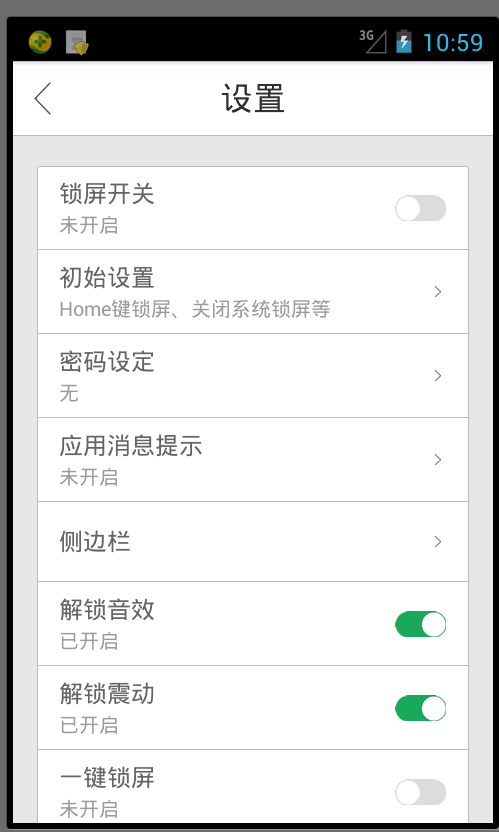 3G
10:59
设置
锁屏开关
未开启
初始设置
Home键锁屏、关闭系统锁屏等
密码设定
无
应用消息提示
未开启
侧边栏
解锁音效
已开启
解锁震动
已开启
一键锁屏
未开启